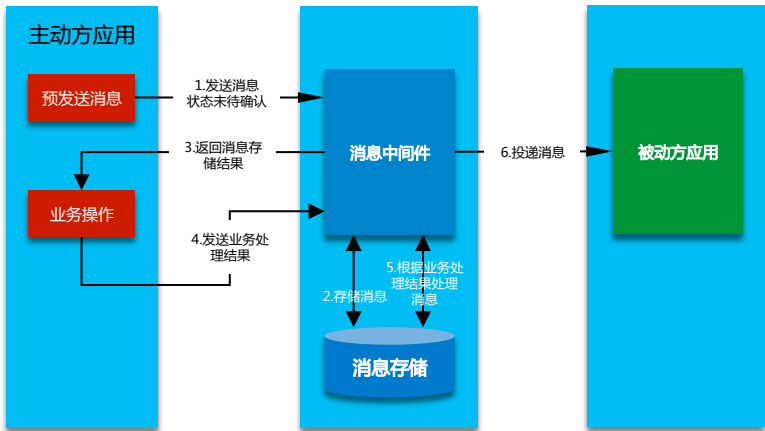 主动方应用
预发送消息
1.发送消息
状态未待确认
消息中间件
3.返回消息存
储结果
6.投递消息
被动方应用
业务操作
4.发送业务处
理结果
5.根据业务处
理结果处理
消息
2.存储消息
消息存储